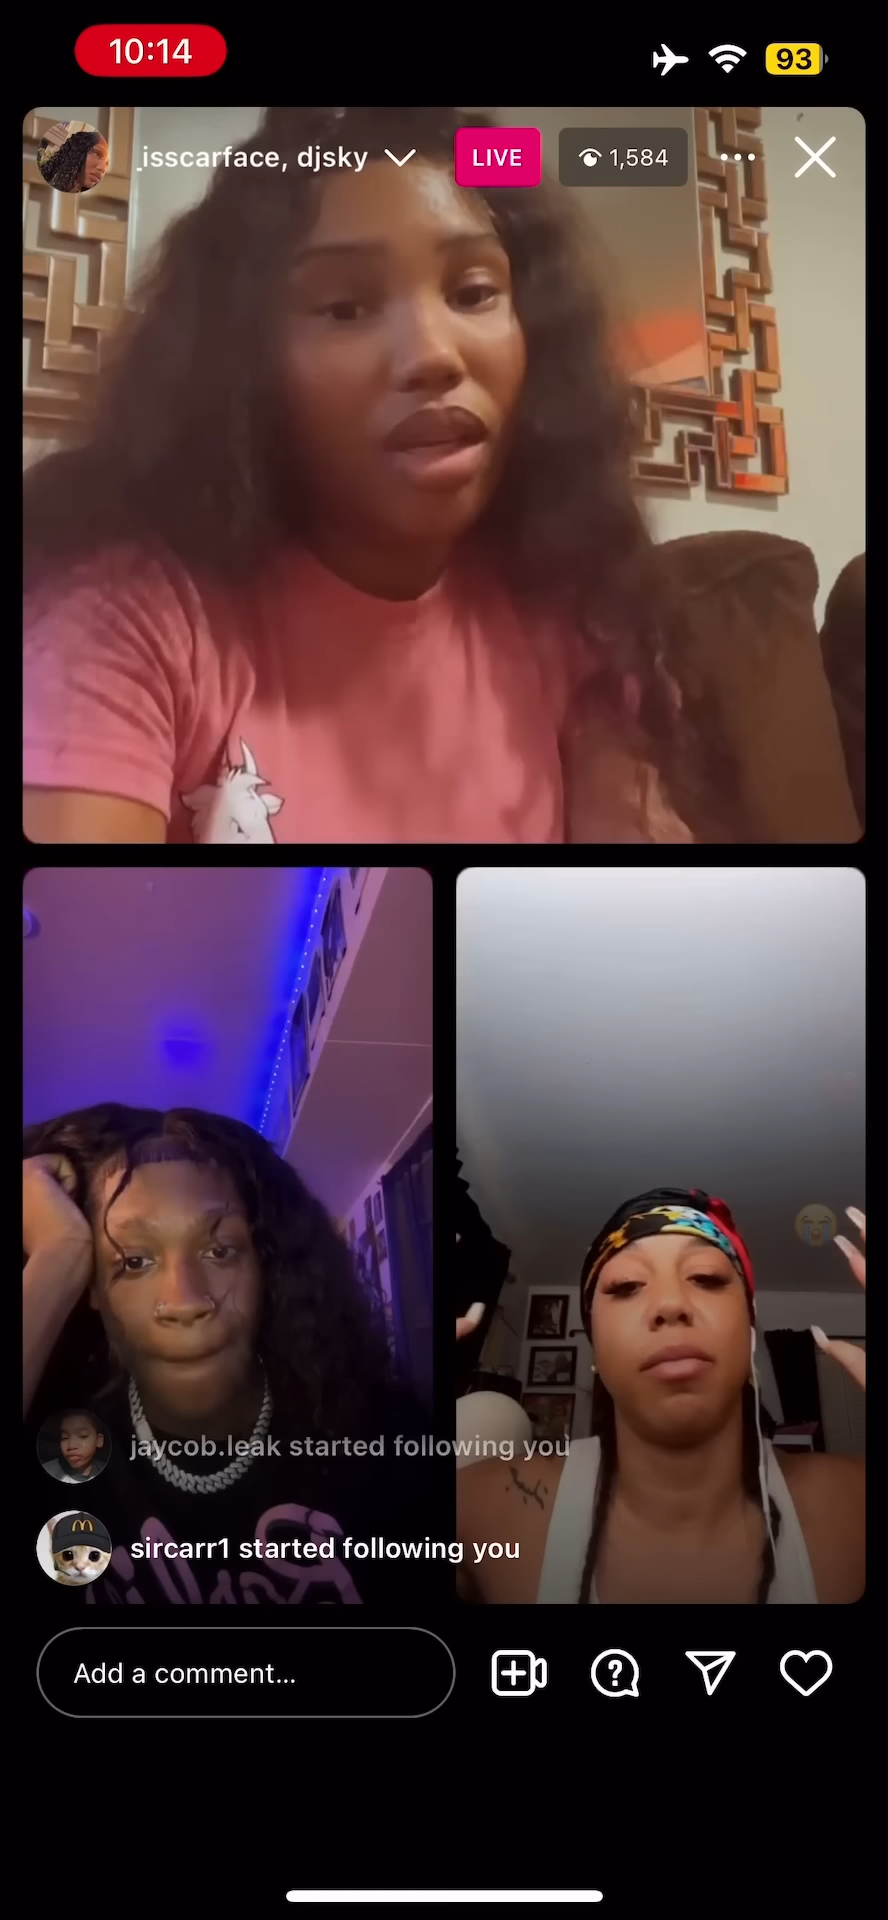 10:14
93
_isscarface, djsky
LIVE
1,584
jaycob.leak started following you
sircarr1 started following you
Add a comment...